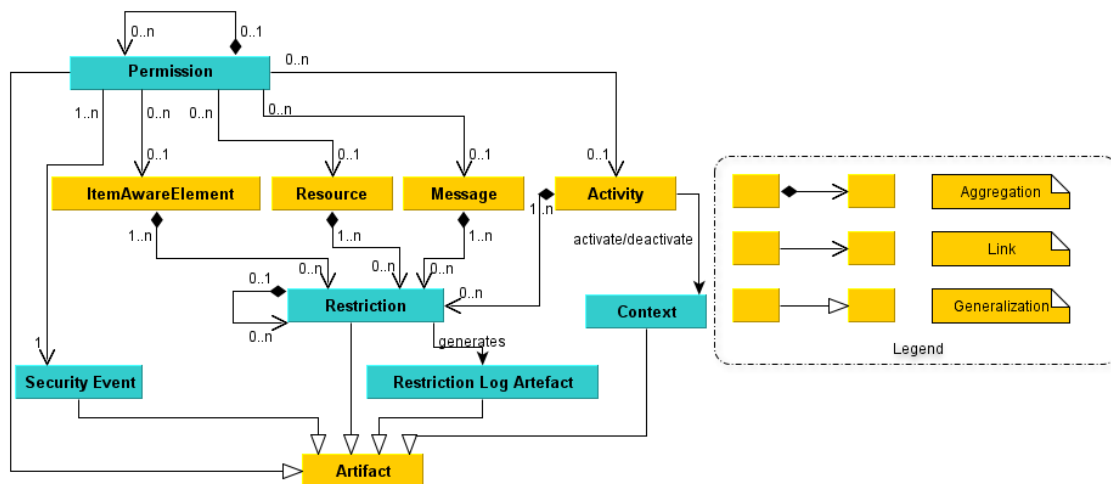 0..n
0..1
Permission
0..n
1..n
0..n
0..n
0..n
0..1
0..1
0..1
0..1
ItemAwareElement
Resource
Message
Activity
1..n
1..n
1..n
1..n
activate/deactivate
0..n
0..n
0..n
0..1
Restriction
0..n
Context
0..n
generates
1
Security Event
Restriction Log Artefact
Artifact
Aggregation
Link
Generalization
Legend